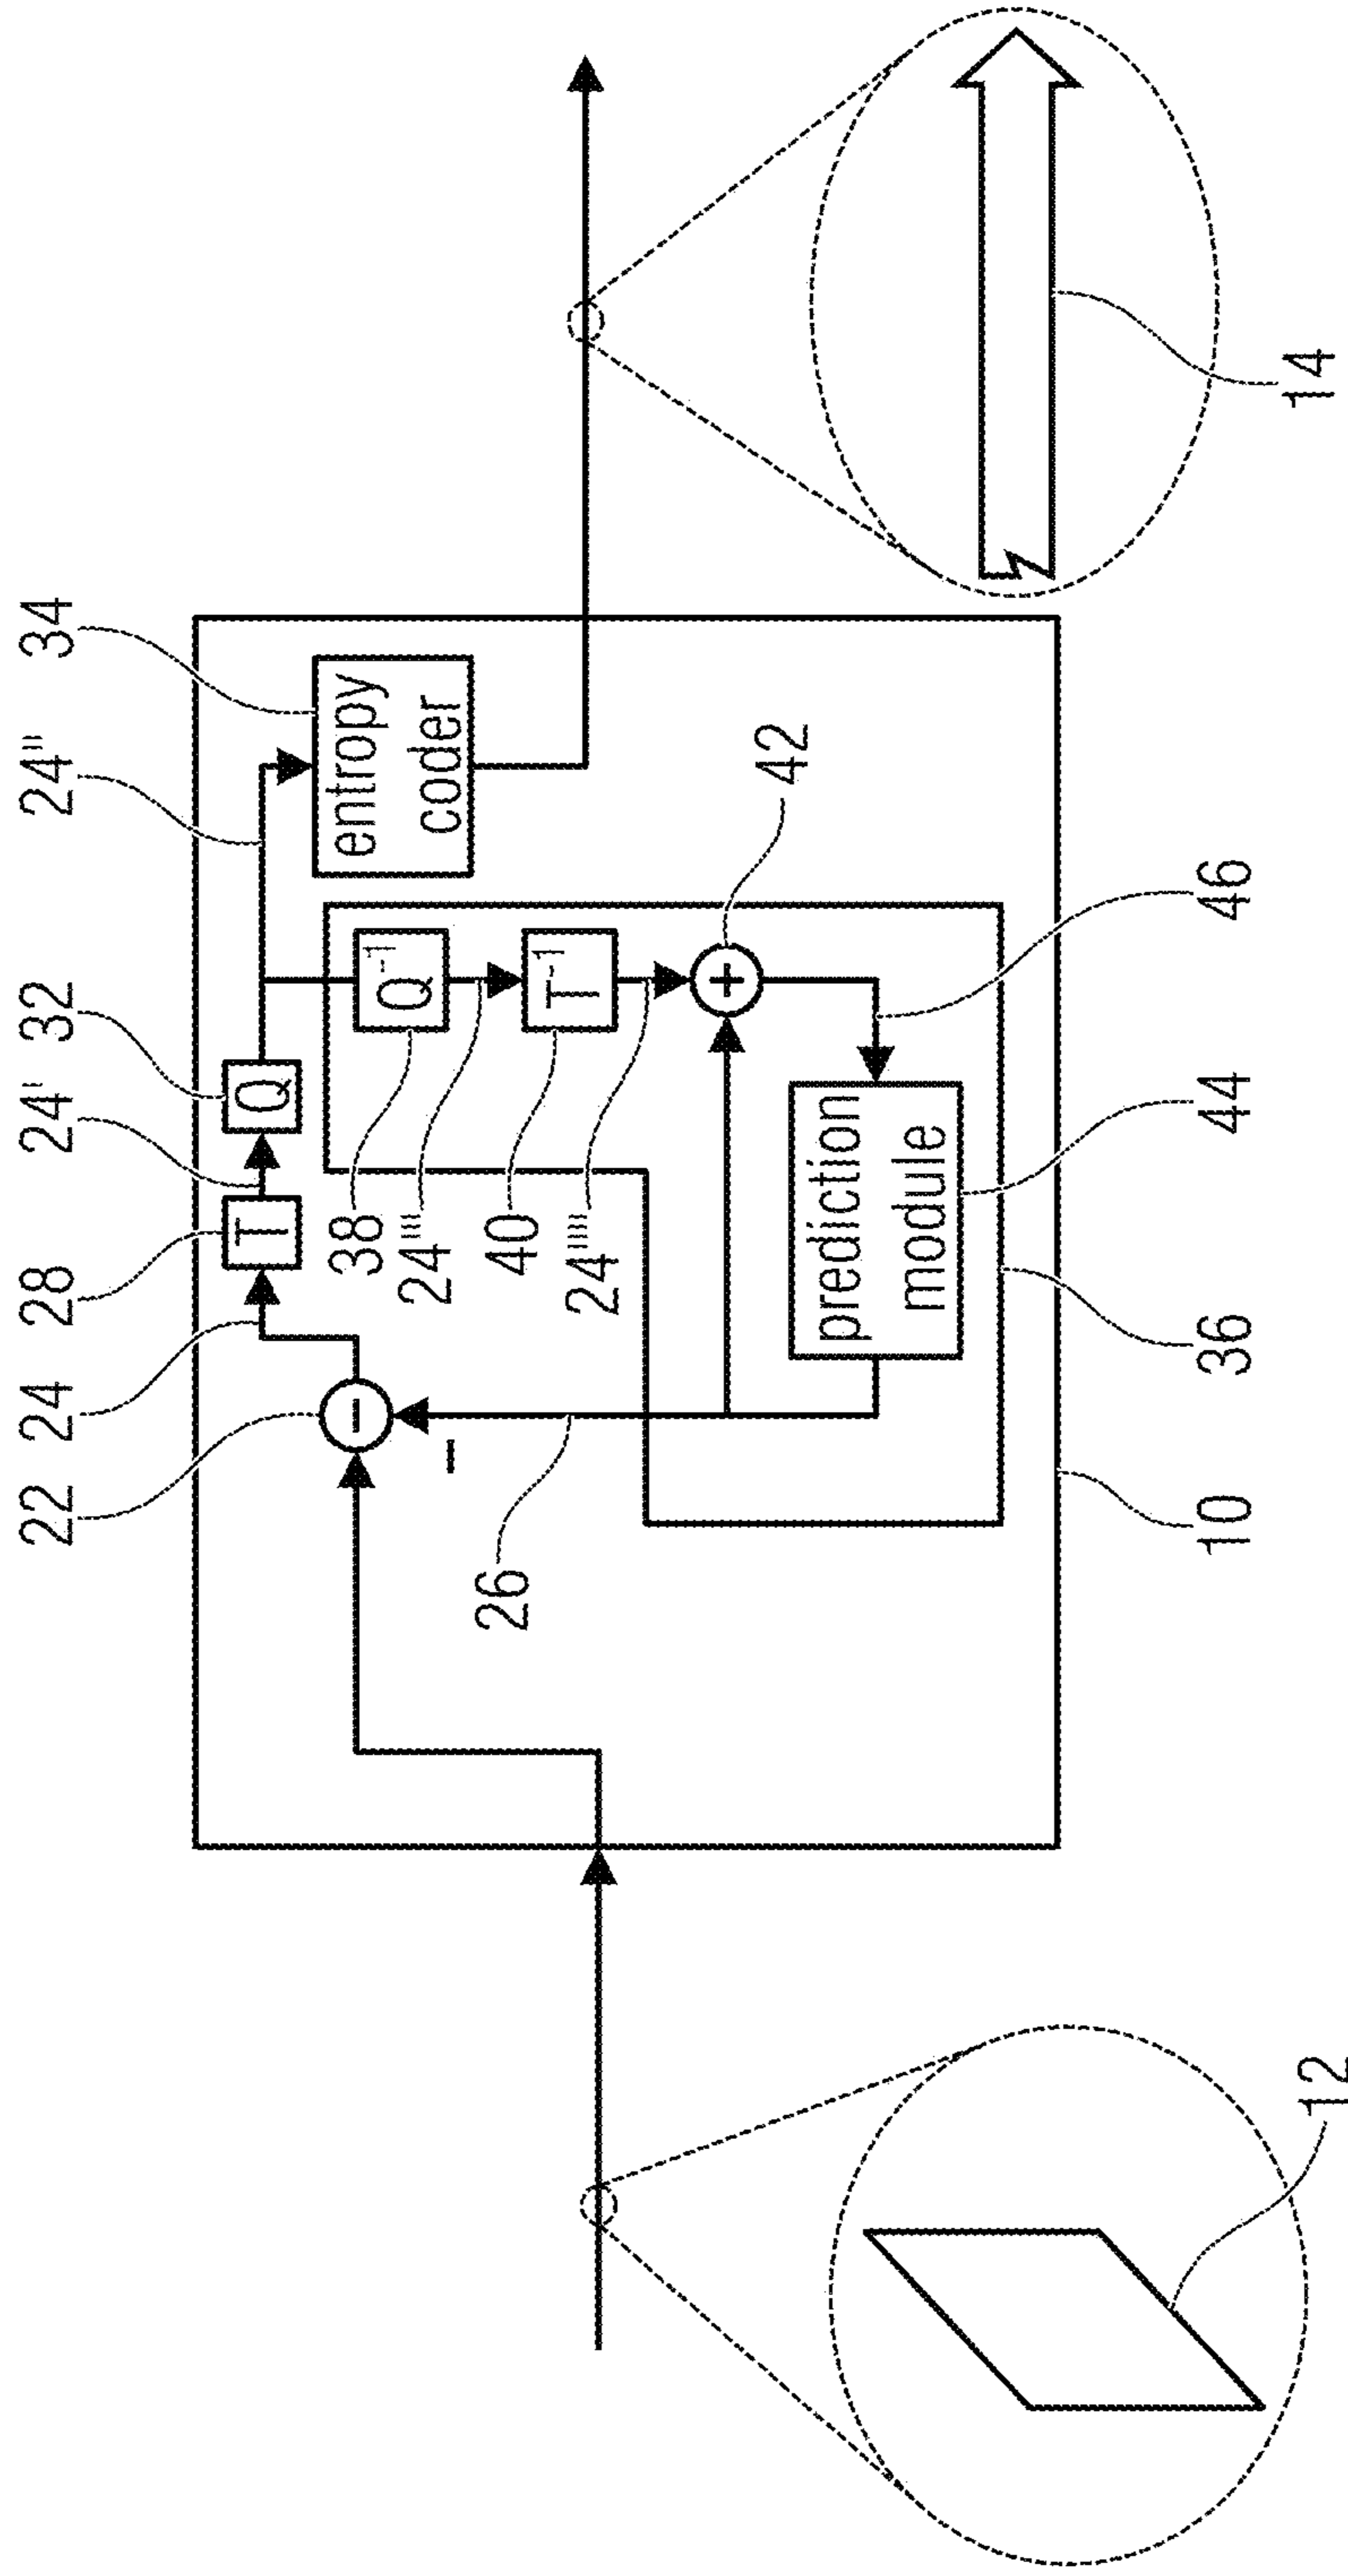 22 24 28 24' 32 24'' 34
T Q
entropy
coder
-
38
Q⁻¹
-
24'''
26
40
T⁻¹
24''''
+
42
prediction
module
10 36 44 46
12
14